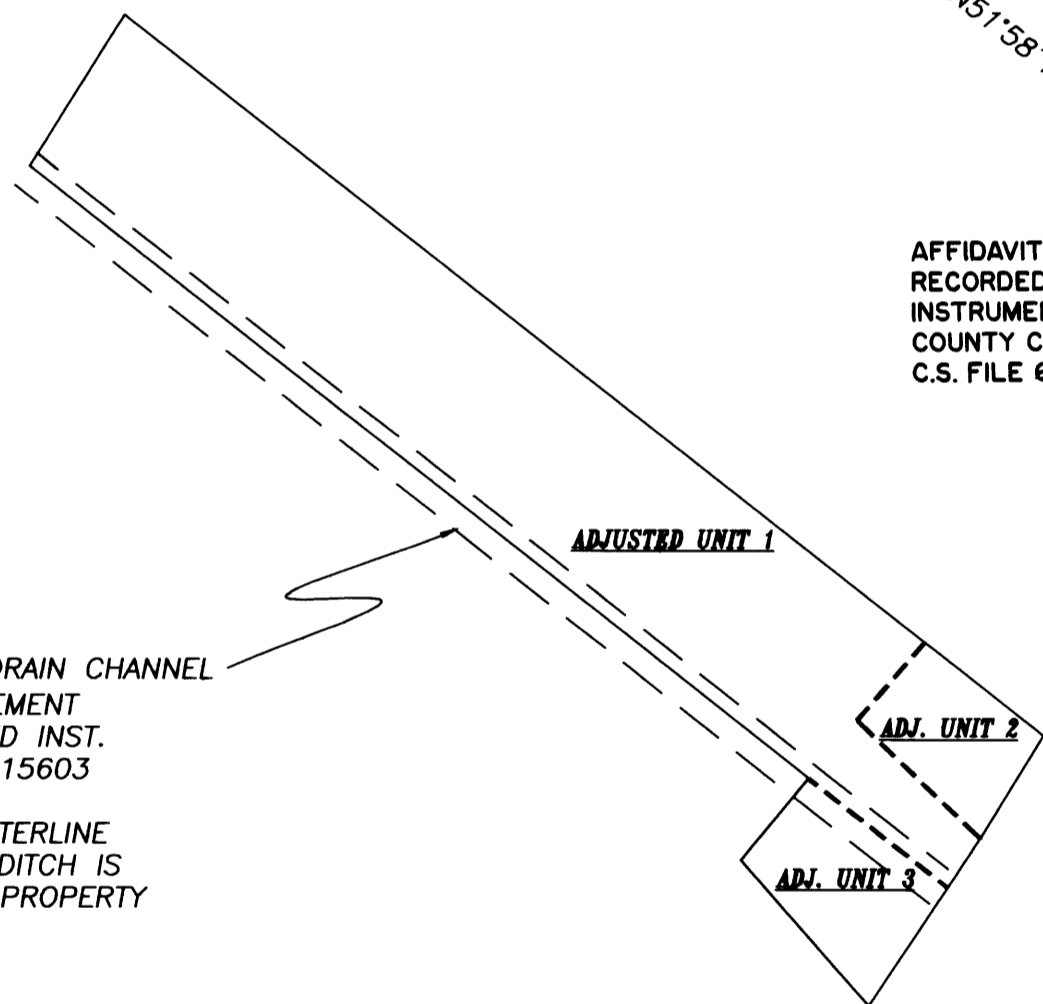 N51°58'
AFFIDAVIT
RECORDED
INSTRUME
COUNTY C
C.S. FILE
ADJUSTED UNIT 1
DRAIN CHANNEL
EMENT
D INST.
15603
ADJ. UNIT 2
TERLINE
DITCH IS
PROPERTY
ADJ. UNIT 3